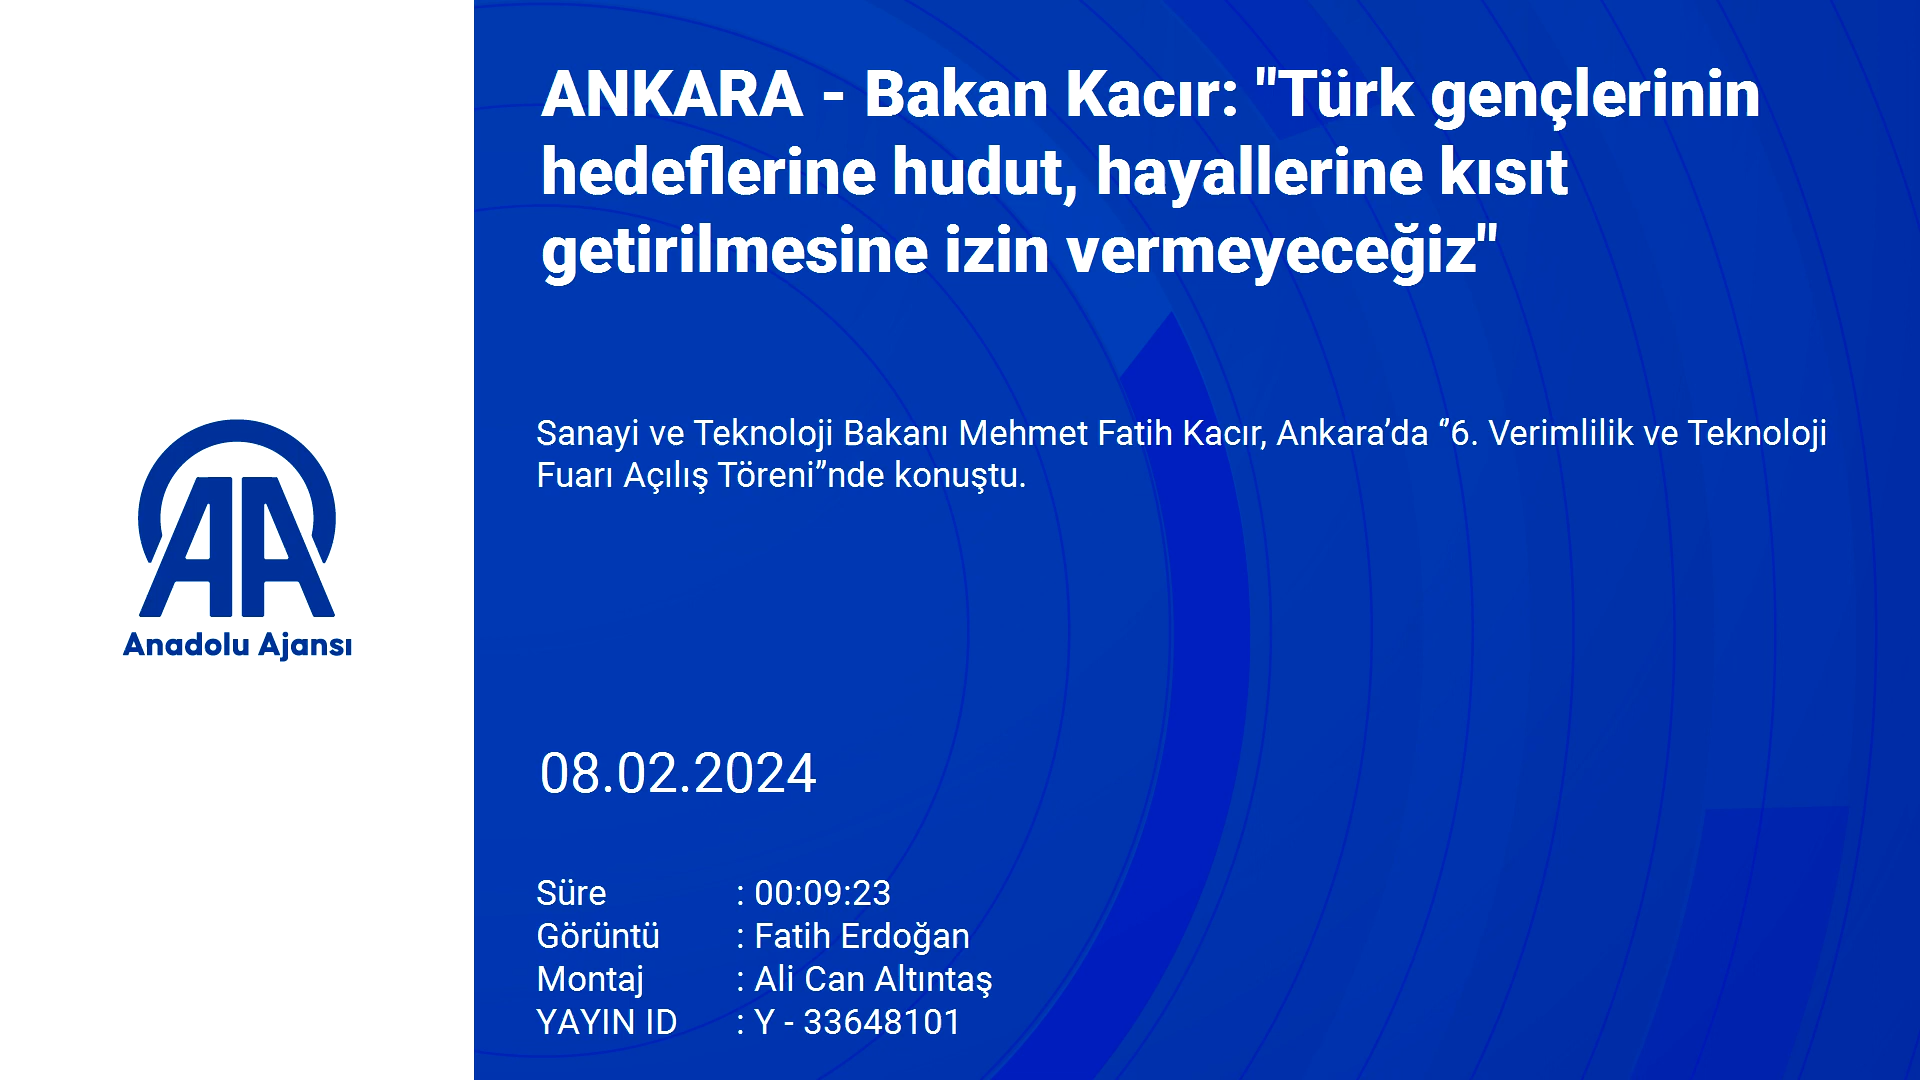 ANKARA - Bakan Kacır: "Türk gençlerinin
hedeflerine hudut, hayallerine kısıt
getirilmesine izin vermeyeceğiz"
Sanayi ve Teknoloji Bakanı Mehmet Fatih Kacır, Ankara’da “6. Verimlilik ve Teknoloji
Fuarı Açılış Töreni”nde konuştu.
AA
Anadolu Ajansı
08.02.2024
Süre : 00:09:23
Görüntü : Fatih Erdoğan
Montaj : Ali Can Altıntaş
YAYIN ID : Y - 33648101